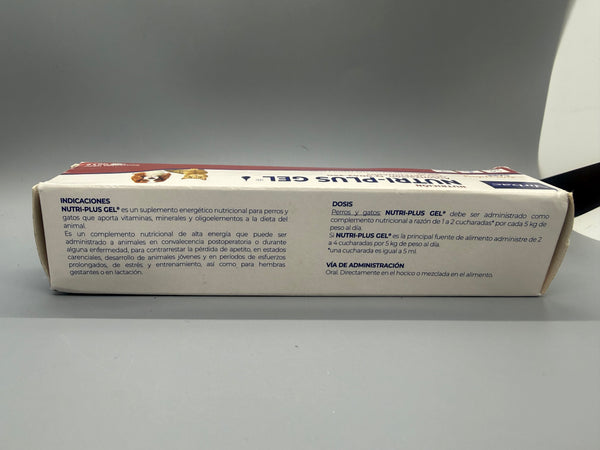 Virbac
NUTRICIÓN
NUTRI-PLUS GEL
INDICACIONES
NUTRI-PLUS GEL® es un suplemento energético nutricional para perros y
gatos que aporta vitaminas, minerales y oligoelementos a la dieta del
animal.
Es un complemento nutricional de alta energía que puede ser
administrado a animales en convalecencia postoperatoria o durante
alguna enfermedad, para contrarrestar la pérdida de apetito, en estados
carenciales, desarrollo de animales jóvenes y en períodos de esfuerzos
prolongados, de estrés y entrenamiento, así como para hembras
gestantes o en lactación.
DOSIS
Perros y gatos: NUTRI-PLUS GEL® debe ser administrado como
complemento nutricional a razón de 1 a 2 cucharadas* por cada 5 kg de
peso al día.
Si NUTRI-PLUS GEL® es la principal fuente de alimento administre de 2
a 4 cucharadas por 5 kg de peso al día.
*una cucharada es igual a 5 ml.
VÍA DE ADMINISTRACIÓN
Oral. Directamente en el hocico o mezclada en el alimento.